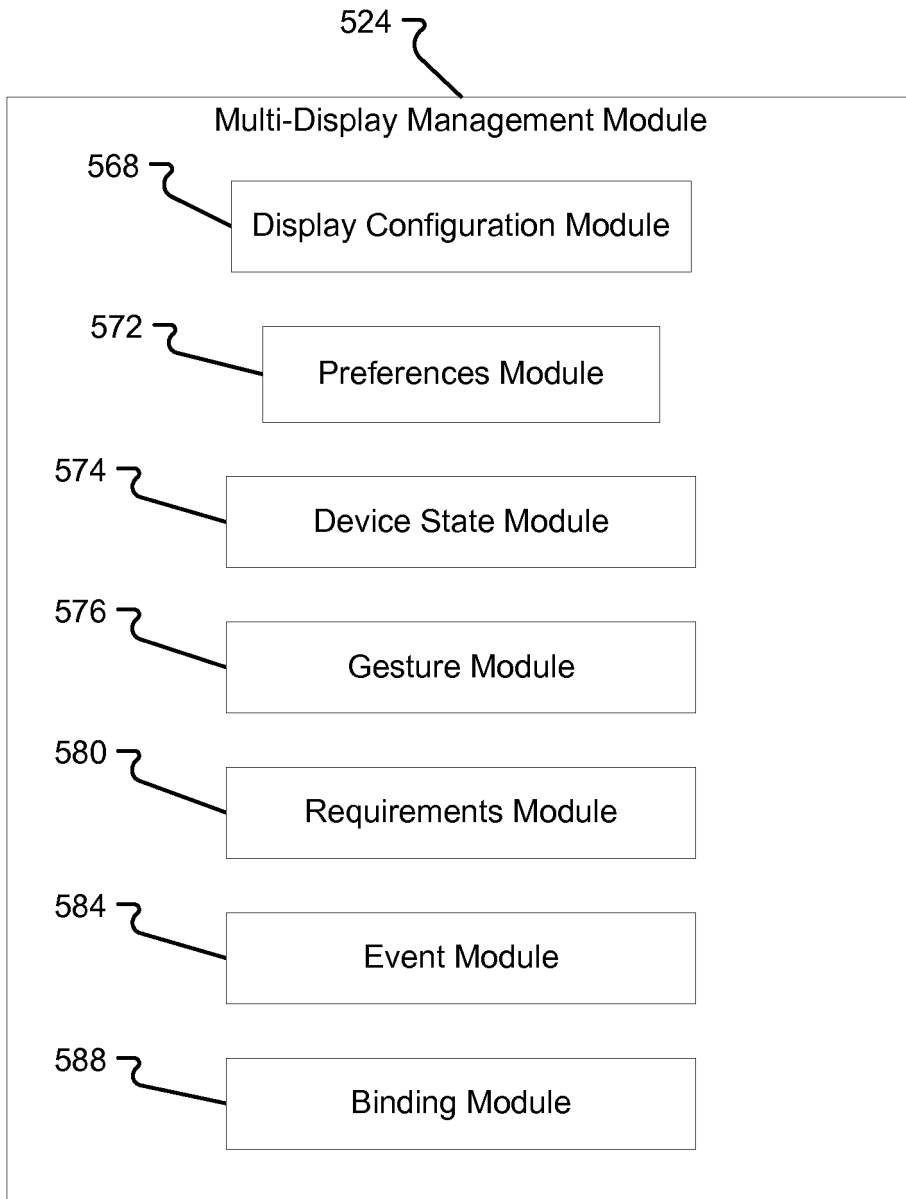 524
Multi-Display Management Module
568
Display Configuration Module
572
Preferences Module
574
Device State Module
576
Gesture Module
580
Requirements Module
584
Event Module
588
Binding Module